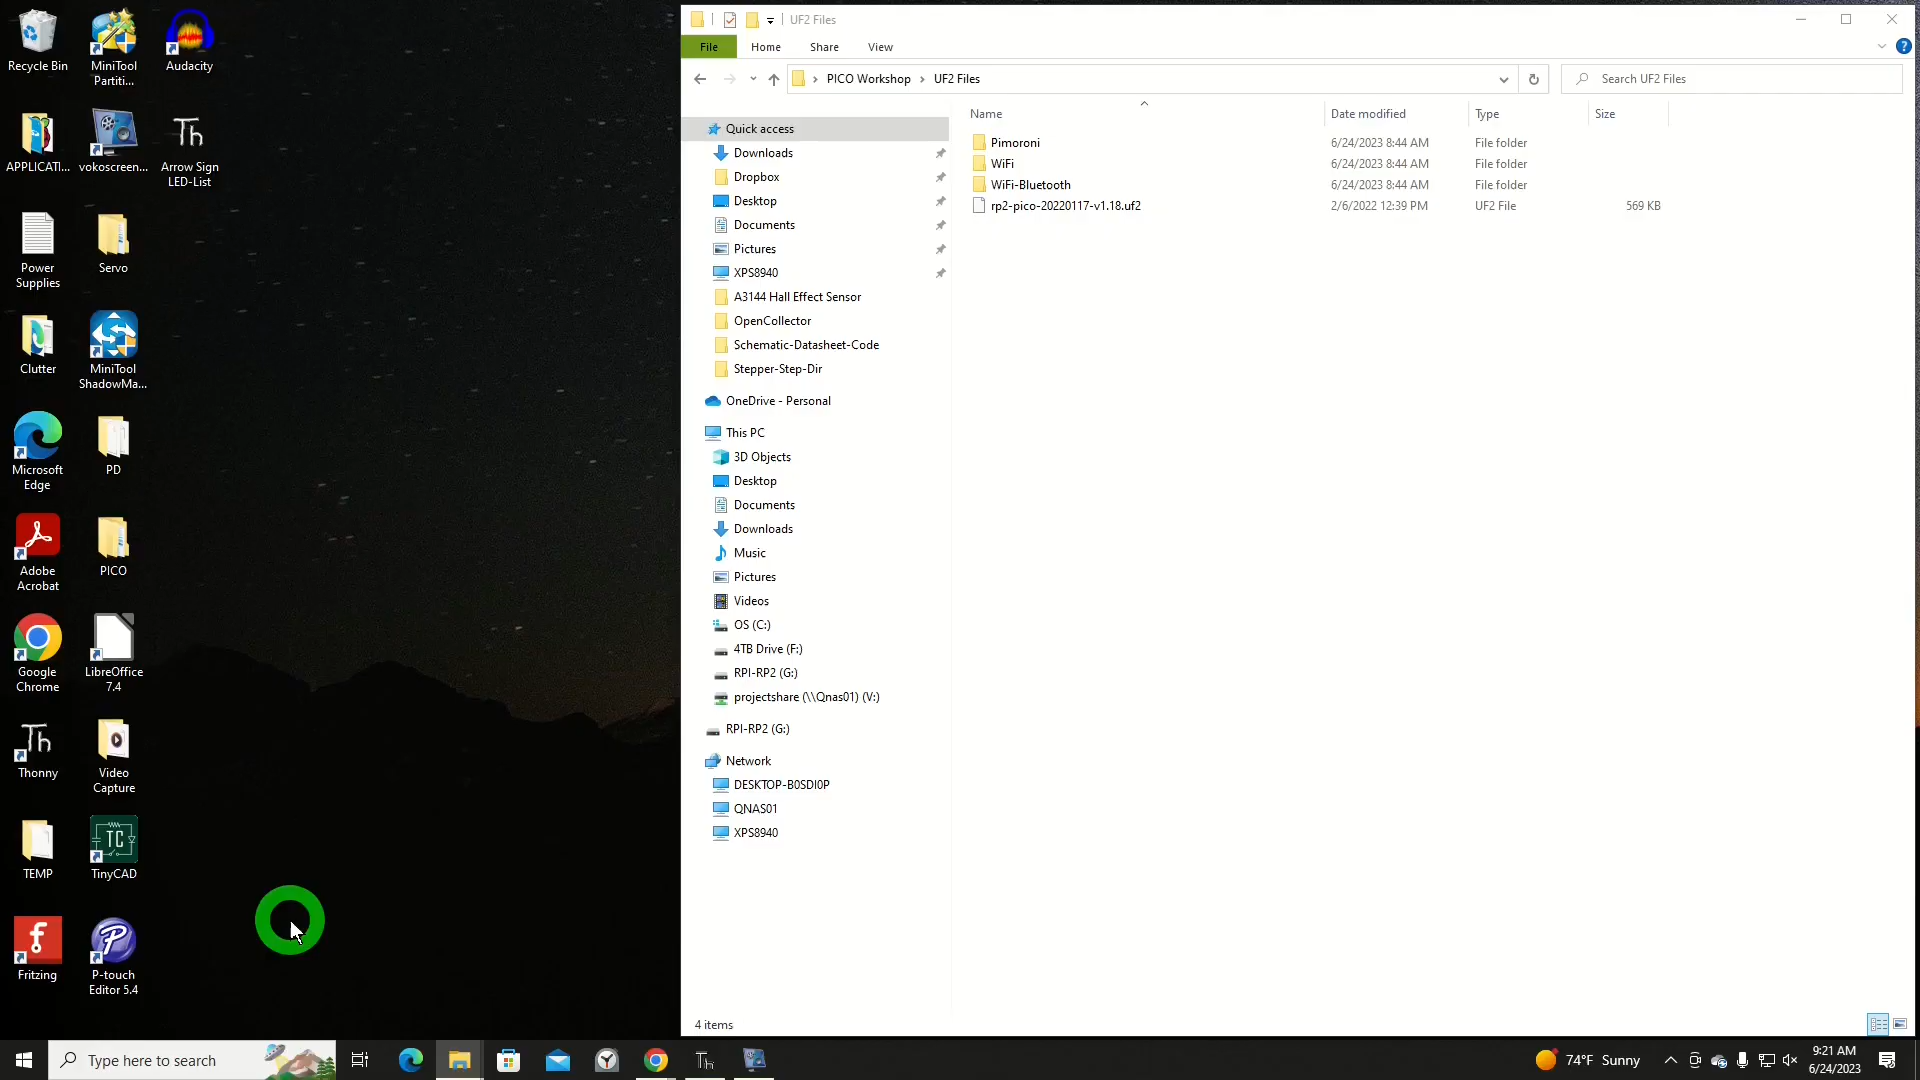 Recycle Bin
MiniTool
Partiti...
Audacity
APPLICATI...
vokoscreen...
Th
Arrow Sign
LED-List
Power
Supplies
Servo
Clutter
MiniTool
ShadowMa...
Microsoft
Edge
PD
Adobe
Acrobat
PICO
Google
Chrome
LibreOffice
7.4
Th
Thonny
Video
Capture
TEMP
TC
TinyCAD
f
Fritzing
P
P-touch
Editor 5.4
UF2 Files
File
Home
Share
View
PICO Workshop
UF2 Files
Search UF2 Files
Name
Date modified
Type
Size
Pimoroni
6/24/2023 8:44 AM
File folder
WiFi
6/24/2023 8:44 AM
File folder
WiFi-Bluetooth
6/24/2023 8:44 AM
File folder
rp2-pico-20220117-v1.18.uf2
2/6/2022 12:39 PM
UF2 File
569 KB
Quick access
Downloads
Dropbox
Desktop
Documents
Pictures
XPS8940
A3144 Hall Effect Sensor
OpenCollector
Schematic-Datasheet-Code
Stepper-Step-Dir
OneDrive - Personal
This PC
3D Objects
Desktop
Documents
Downloads
Music
Pictures
Videos
OS (C:)
4TB Drive (F:)
RPI-RP2 (G:)
projectshare (\\Qnas01) (V:)
RPI-RP2 (G:)
Network
DESKTOP-B0SDI0P
QNAS01
XPS8940
4 items
Type here to search
Th
74°F Sunny
9:21 AM
6/24/2023